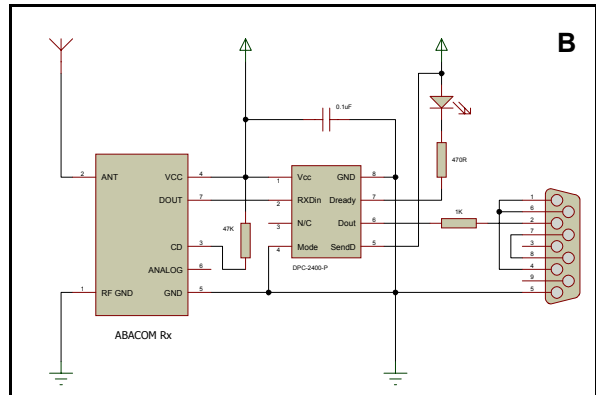 B
0.1uF
470R
2 ANT
VCC 4
DOUT 7
CD 3
ANALOG 6
1 RF GND
GND 5
ABACOM Rx
47K
1 Vcc
2 RXDin
3 N/C
4 Mode
GND 8
Dready 7
Dout 6
SendD 5
DPC-2400-P
1K
1
6
2
7
3
8
4
9
5